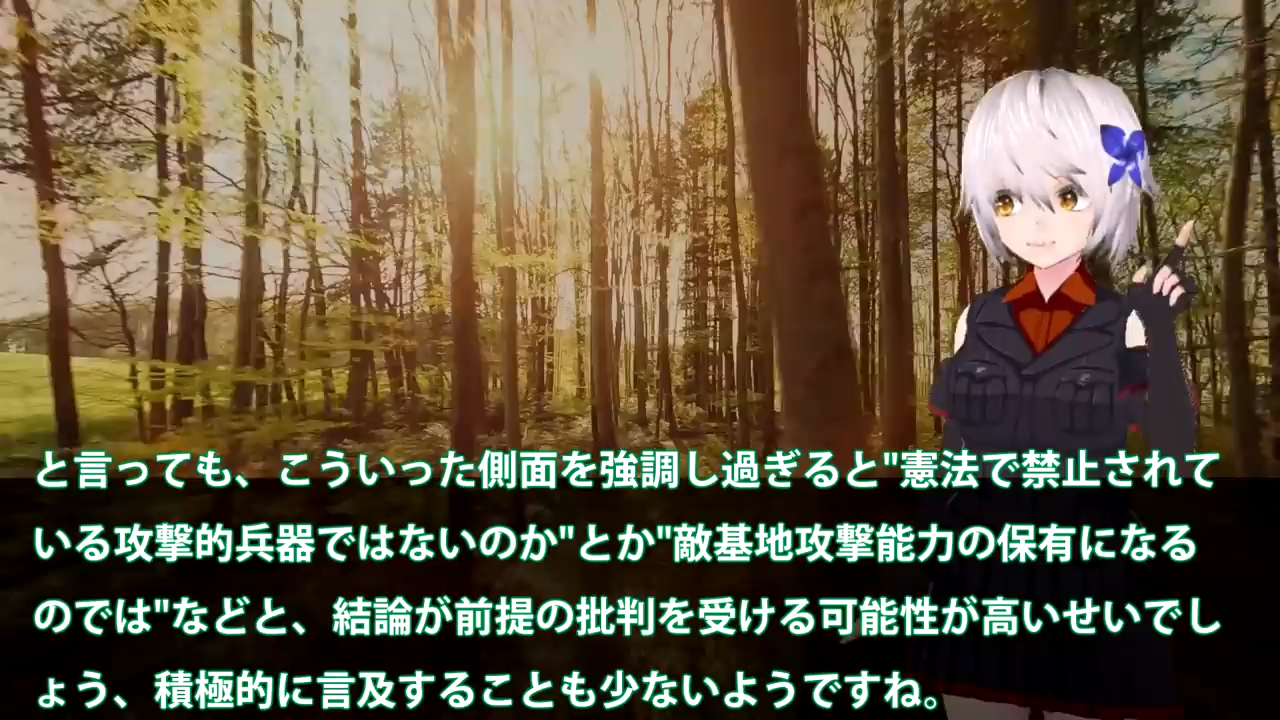 と言っても、こういった側面を強調し過ぎると"憲法で禁止されて
いる攻撃的兵器ではないのか"とか"敵基地攻撃能力の保有になる
のでは"などと、結論が前提の批判を受ける可能性が高いせいでし
ょう、積極的に言及することも少ないようですね。